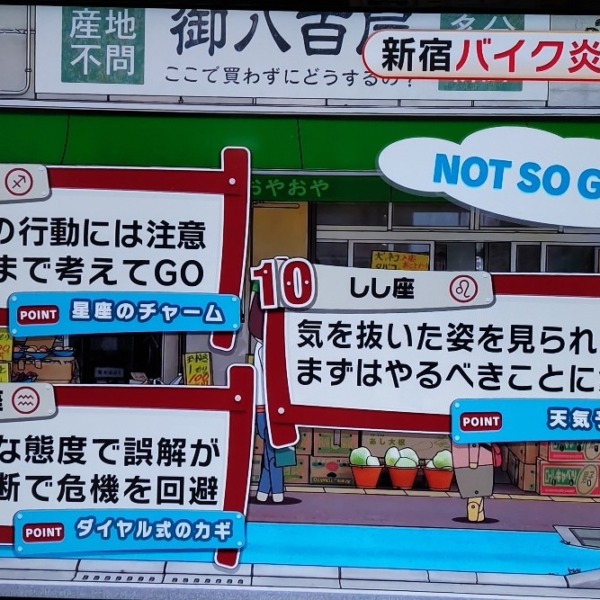 産地
不問
御八百屋
ここで買わずにどうするの?
新宿バイク炎
おやおや
NOT SO G
の行動には注意
まで考えてGO
POINT 星座のチャーム
10 しし座
気を抜いた姿を見られ
まずはやるべきことに
POINT 天気
座
な態度で誤解が
断で危機を回避
POINT ダイヤル式のカギ